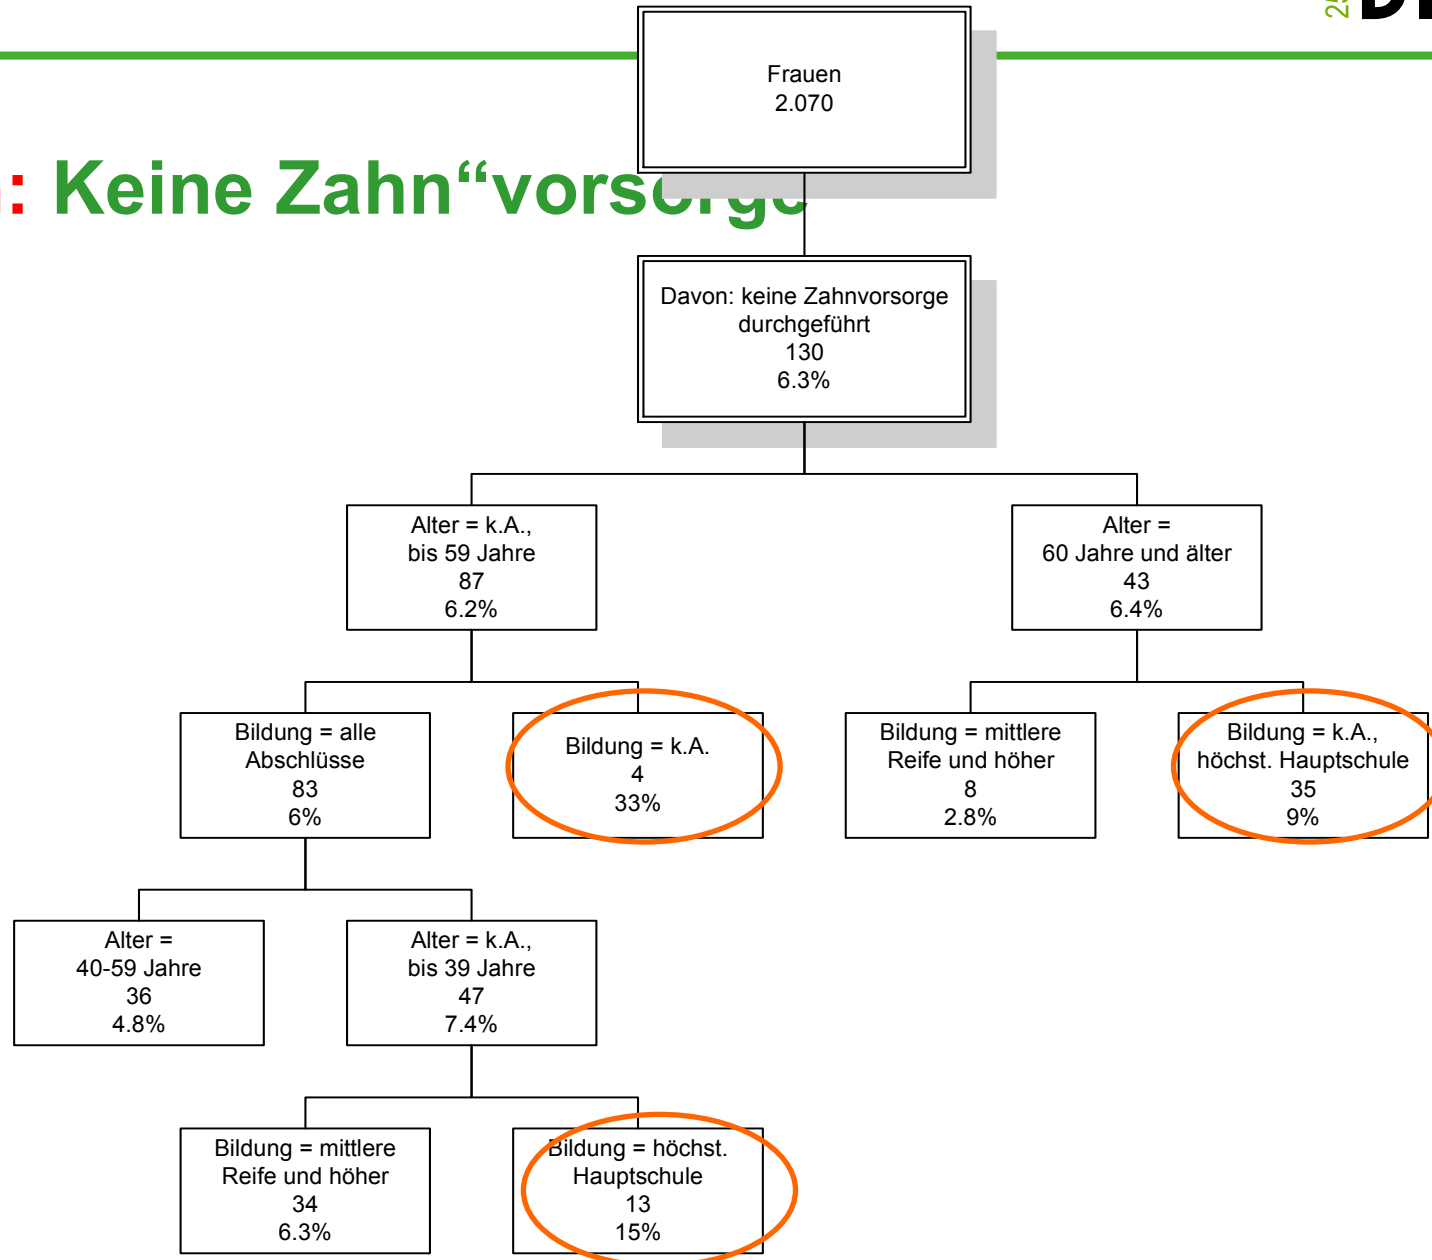 Frauen
2.070
: Keine Zahn“vorsorge
Davon: keine Zahnvorsorge
durchgeführt
130
6.3%
Alter = k.A.,
bis 59 Jahre
87
6.2%
Alter =
60 Jahre und älter
43
6.4%
Bildung = alle
Abschlüsse
83
6%
Bildung = k.A.
4
33%
Bildung = mittlere
Reife und höher
8
2.8%
Bildung = k.A.,
höchst. Hauptschule
35
9%
Alter =
40-59 Jahre
36
4.8%
Alter = k.A.,
bis 39 Jahre
47
7.4%
Bildung = mittlere
Reife und höher
34
6.3%
Bildung = höchst.
Hauptschule
13
15%